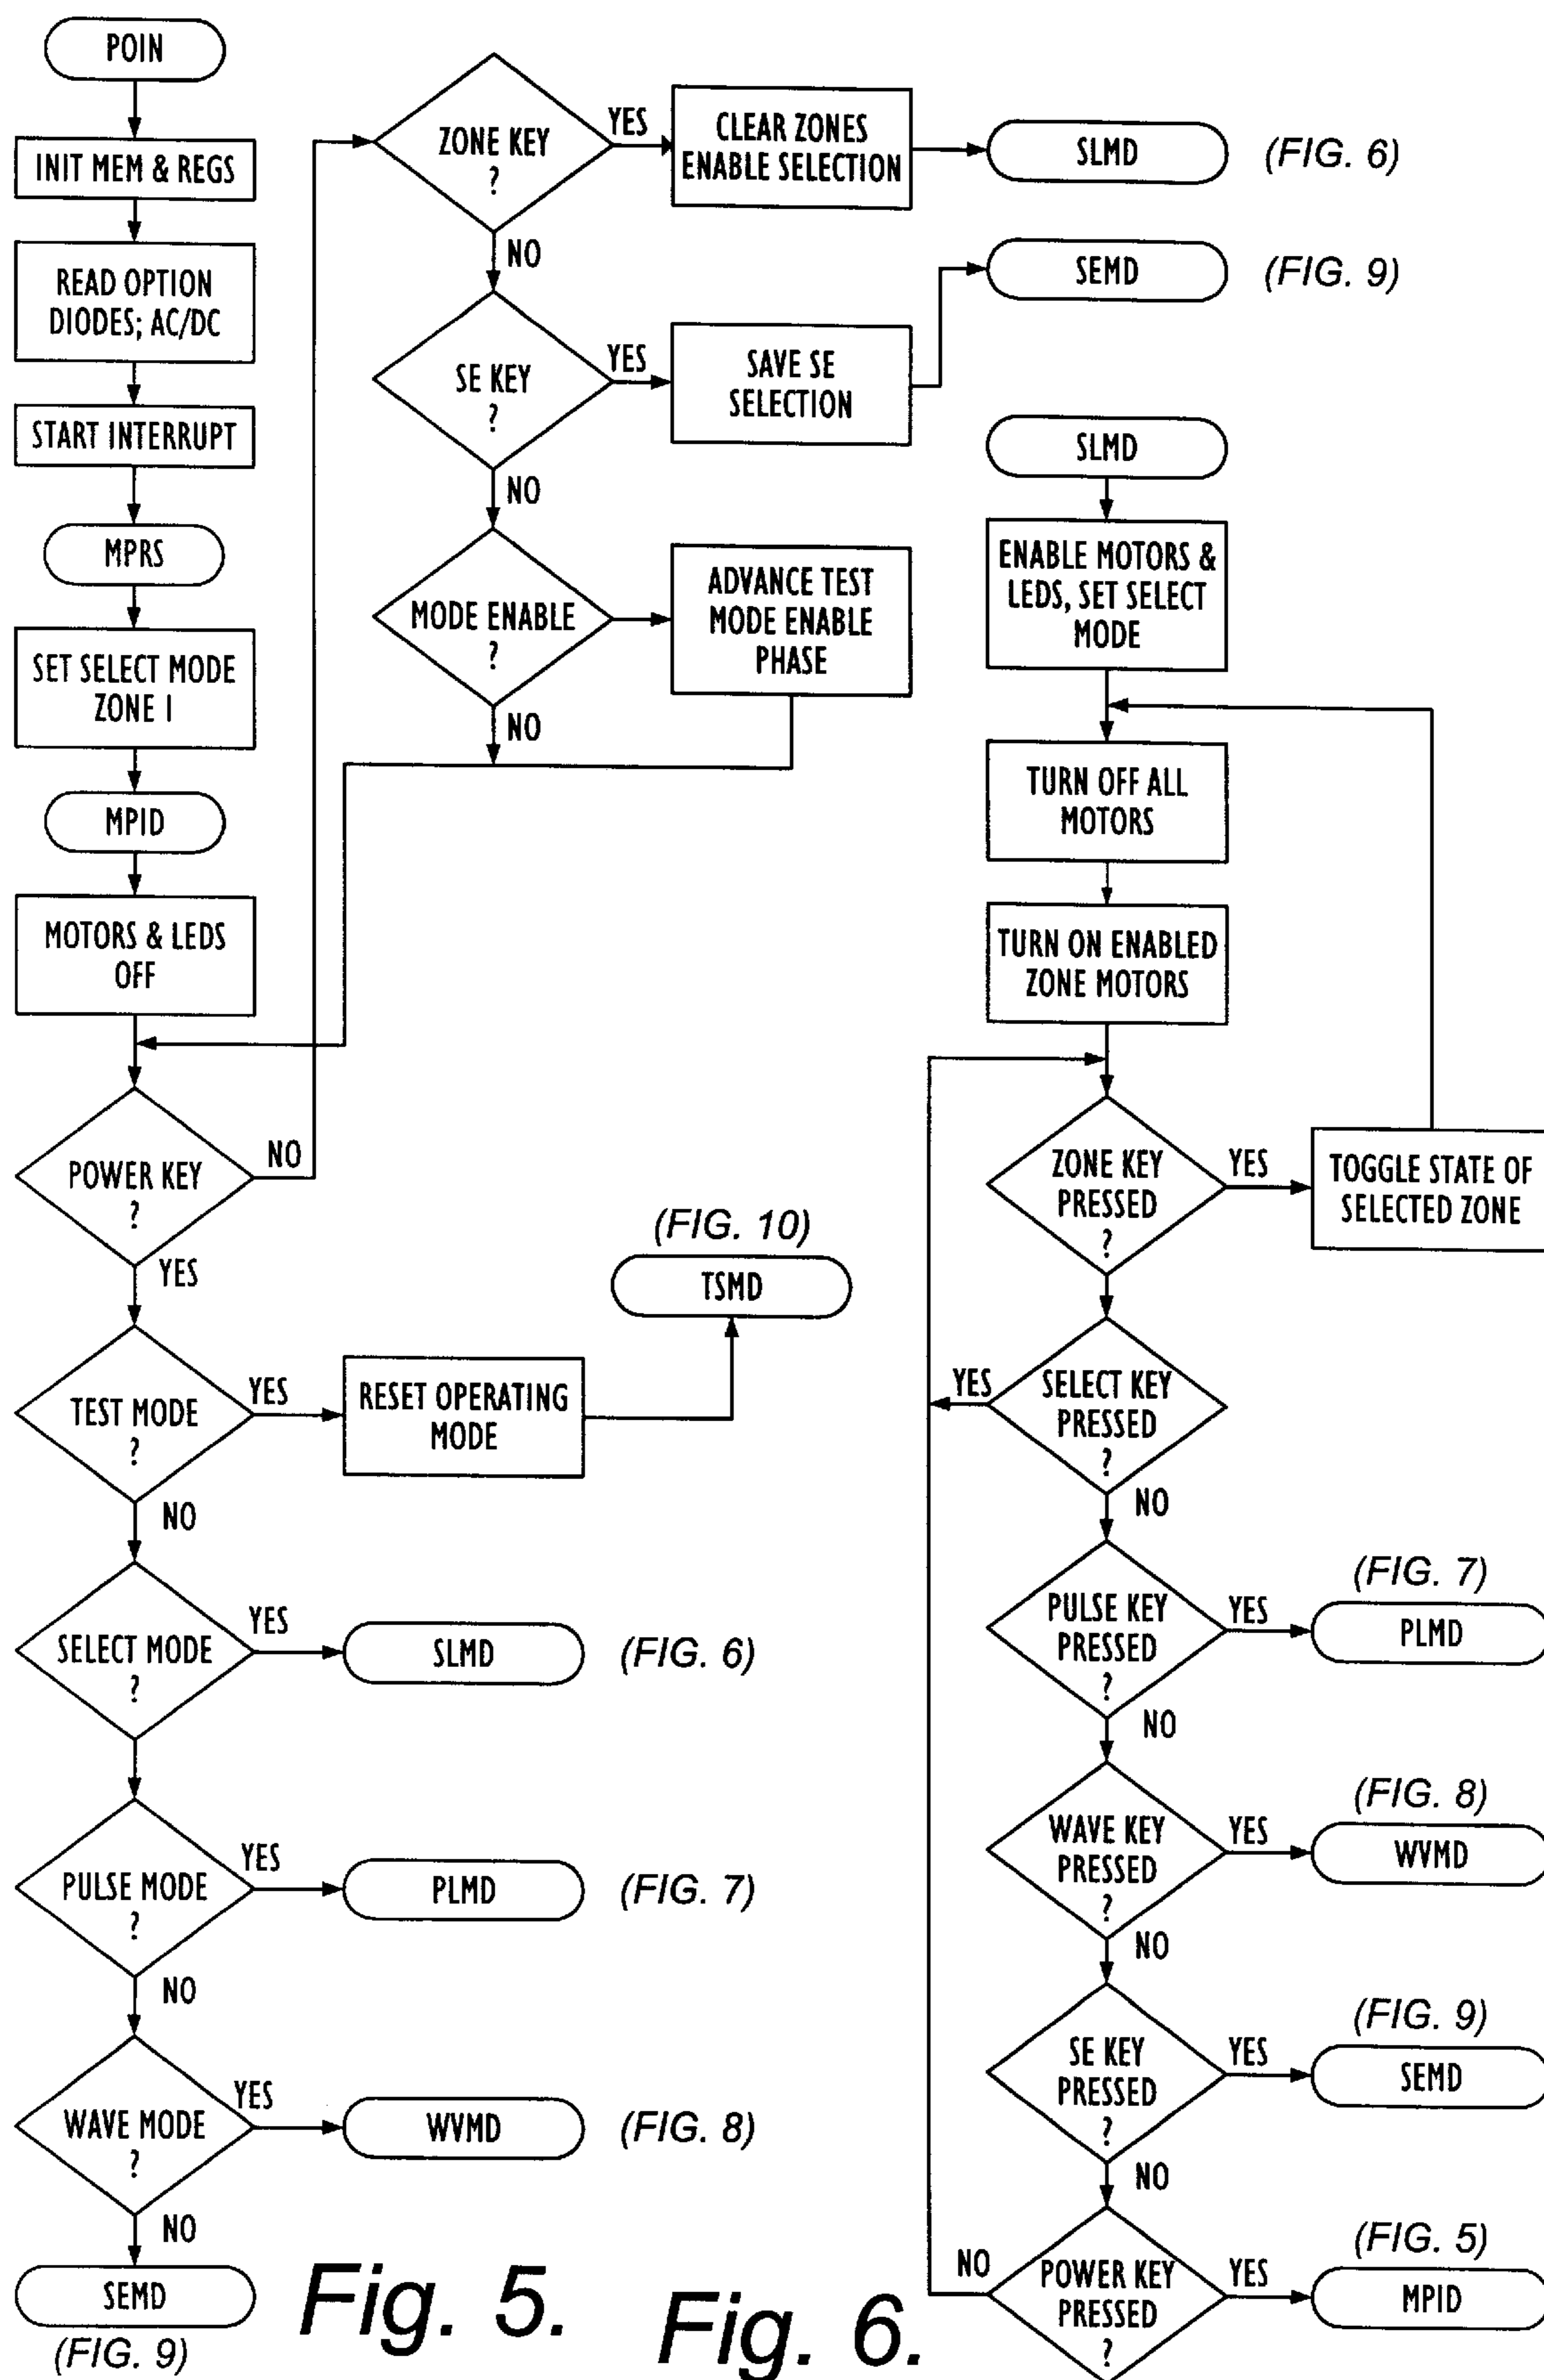 POIN
INIT MEM & REGS
READ OPTION
DIODES; AC/DC
START INTERRUPT
MPRS
SET SELECT MODE
ZONE 1
MPID
MOTORS & LEDS
OFF
POWER KEY
?
NO
YES
TEST MODE
?
YES
RESET OPERATING
MODE
(FIG. 10)
TSMD
NO
SELECT MODE
?
YES
SLMD
(FIG. 6)
PULSE MODE
?
YES
PLMD
(FIG. 7)
NO
WAVE MODE
?
YES
WVMD
(FIG. 8)
NO
SEMD
(FIG. 9)
ZONE KEY
?
YES
CLEAR ZONES
ENABLE SELECTION
SLMD
(FIG. 6)
NO
SE KEY
?
YES
SAVE SE
SELECTION
SEMD
(FIG. 9)
NO
MODE ENABLE
?
ADVANCE TEST
MODE ENABLE
PHASE
NO
Fig. 5.
SLMD
ENABLE MOTORS &
LEDS, SET SELECT
MODE
TURN OFF ALL
MOTORS
TURN ON ENABLED
ZONE MOTORS
ZONE KEY
PRESSED
?
YES
TOGGLE STATE OF
SELECTED ZONE
SELECT KEY
PRESSED
?
YES
NO
PULSE KEY
PRESSED
?
YES
(FIG. 7)
PLMD
NO
WAVE KEY
PRESSED
?
YES
(FIG. 8)
WVMD
NO
SE KEY
PRESSED
?
YES
(FIG. 9)
SEMD
NO
POWER KEY
PRESSED
?
NO
YES
(FIG. 5)
MPID
Fig. 6.